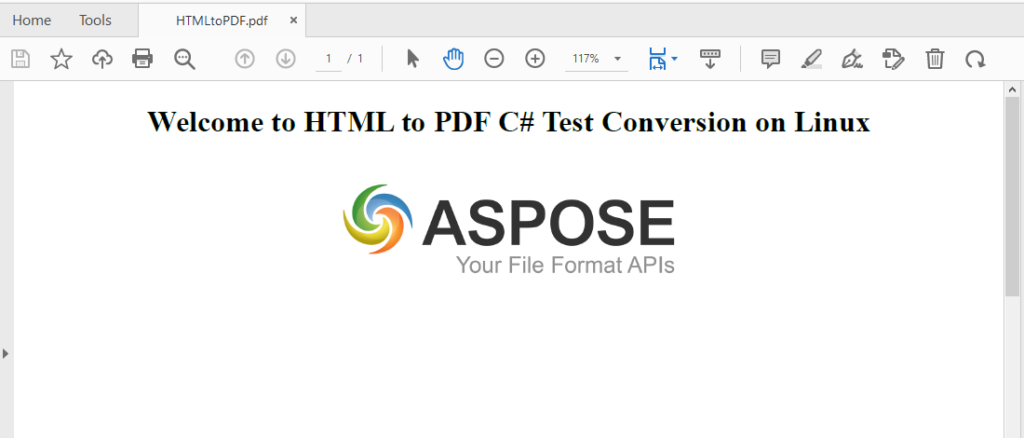 Home Tools HTMLtoPDF.pdf ×
1 / 1 117%
Welcome to HTML to PDF C# Test Conversion on Linux
ASPOSE
Your File Format APIs